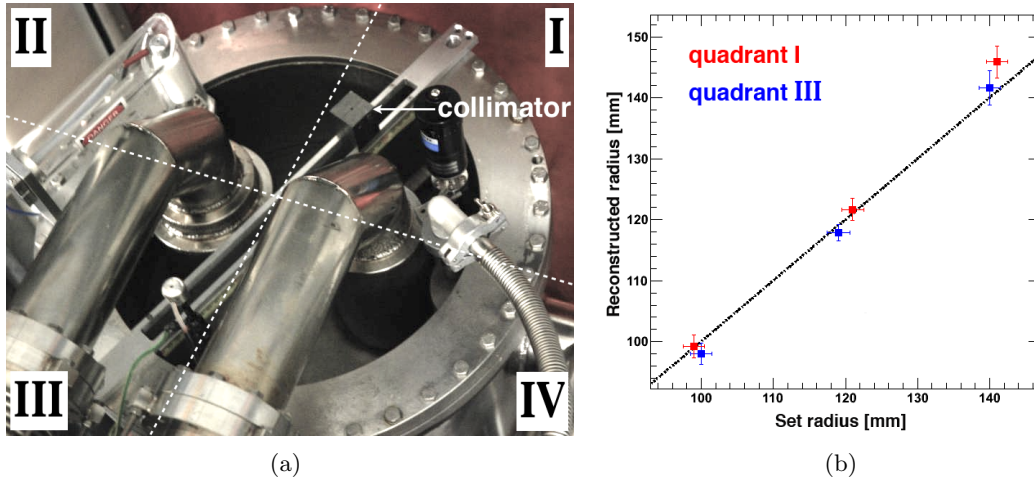 II
I
collimator
DANGER
III
IV
(a)
quadrant I
quadrant III
Reconstructed radius [mm]
150
140
130
120
110
100
100
110
120
130
140
Set radius [mm]
(b)